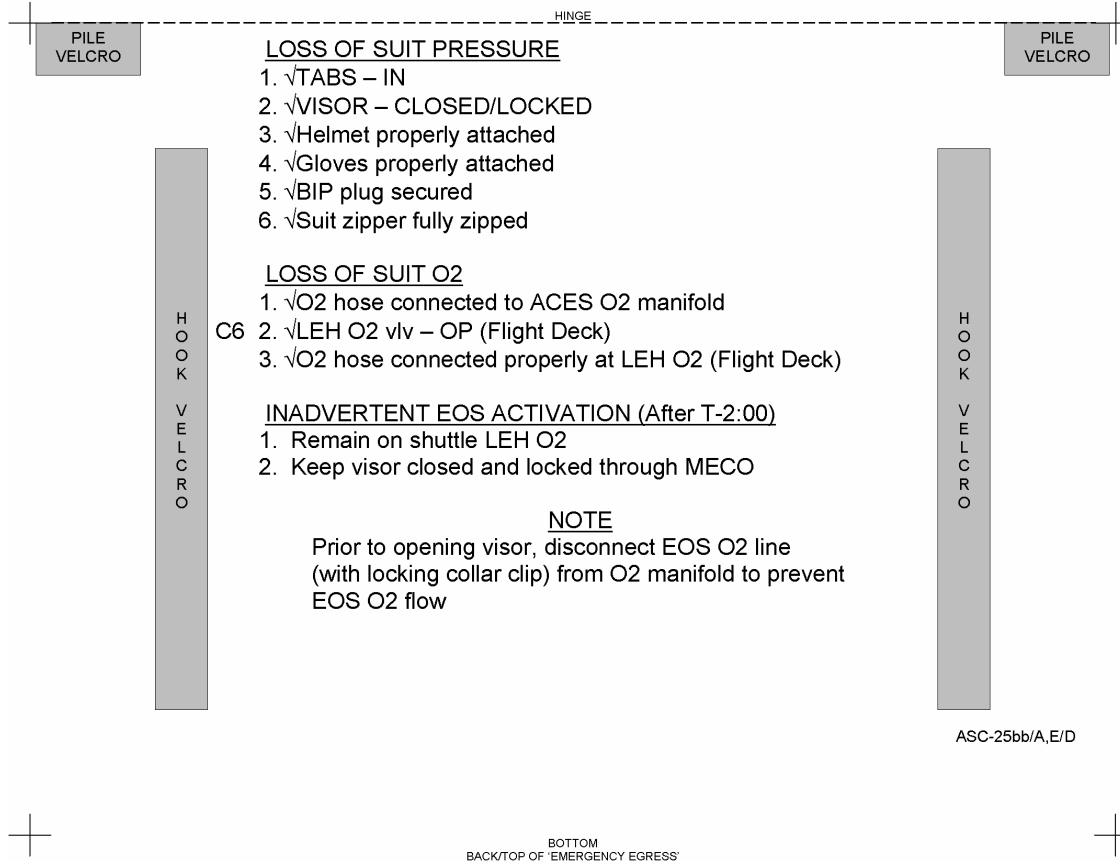 HINGE
PILE
VELCRO
PILE
VELCRO
LOSS OF SUIT PRESSURE
1. √TABS – IN
2. √VISOR – CLOSED/LOCKED
3. √Helmet properly attached
4. √Gloves properly attached
5. √BIP plug secured
6. √Suit zipper fully zipped
LOSS OF SUIT O2
1. √O2 hose connected to ACES O2 manifold
C6 2. √LEH O2 vlv – OP (Flight Deck)
3. √O2 hose connected properly at LEH O2 (Flight Deck)
INADVERTENT EOS ACTIVATION (After T-2:00)
1. Remain on shuttle LEH O2
2. Keep visor closed and locked through MECO
NOTE
Prior to opening visor, disconnect EOS O2 line
(with locking collar clip) from O2 manifold to prevent
EOS O2 flow
HOOK VELCRO
HOOK VELCRO
ASC-25bb/A,E/D
BOTTOM
BACK/TOP OF ‘EMERGENCY EGRESS’